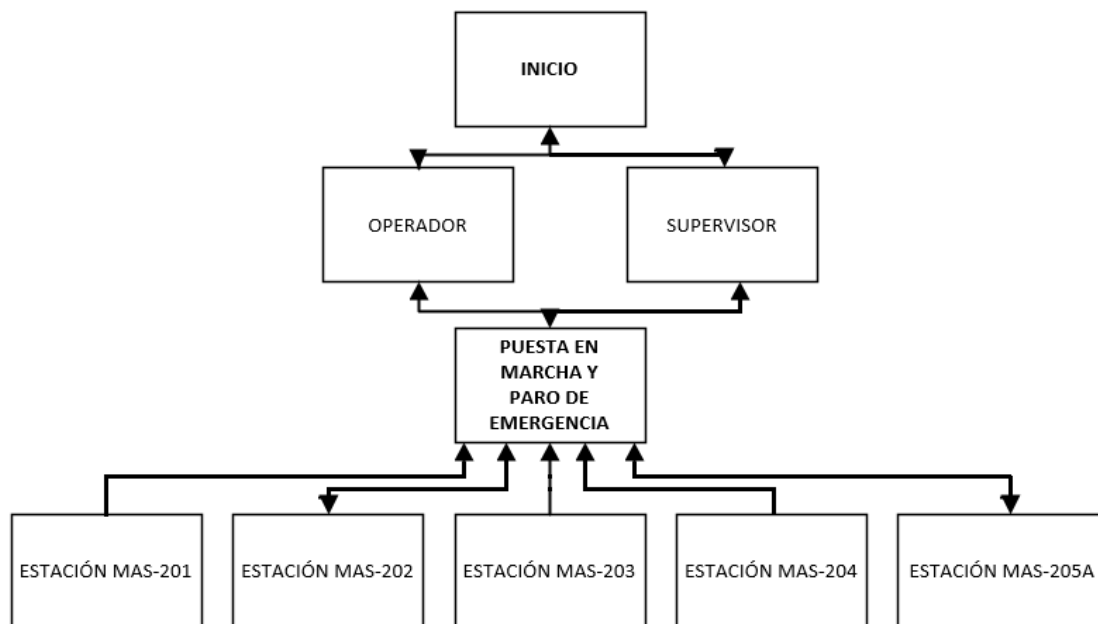 INICIO
OPERADOR
SUPERVISOR
PUESTA EN
MARCHA Y
PARO DE
EMERGENCIA
ESTACIÓN MAS-201
ESTACIÓN MAS-202
ESTACIÓN MAS-203
ESTACIÓN MAS-204
ESTACIÓN MAS-205A